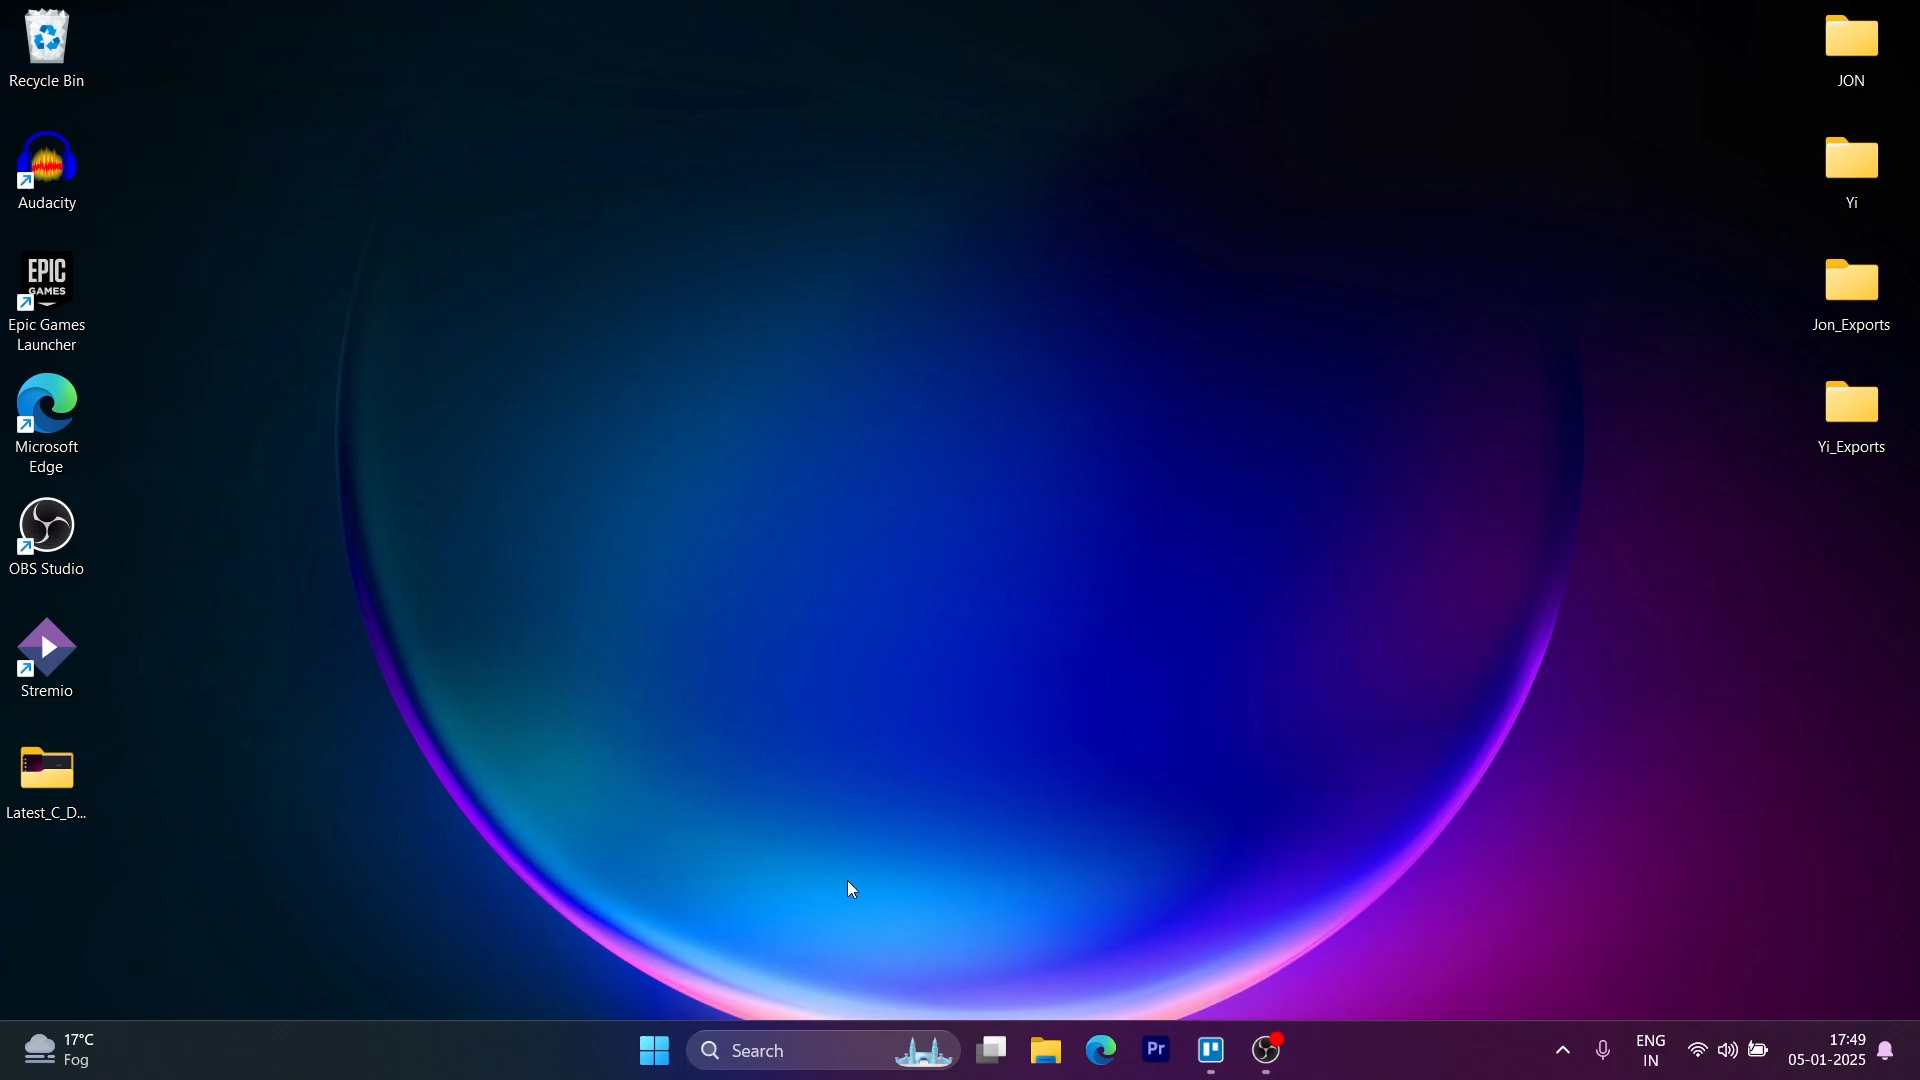 Recycle Bin
Audacity
EPIC
GAMES
Epic Games
Launcher
Microsoft
Edge
OBS Studio
Stremio
Latest_C_D...
JON
Yi
Jon_Exports
Yi_Exports
17°C
Fog
Search
Pr
ENG
IN
17:49
05-01-2025